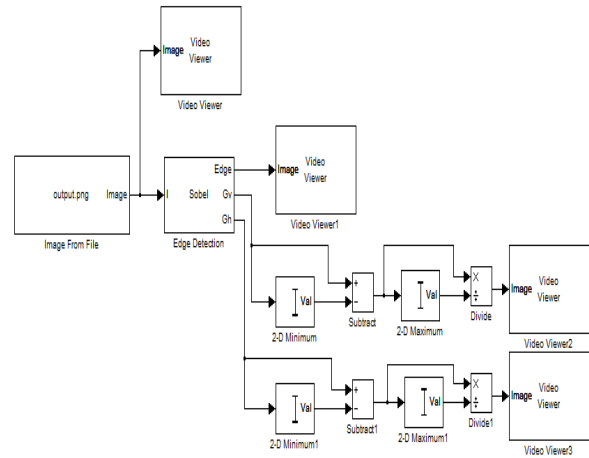 Image
Video
Viewer
Video Viewer
output.png
Image
Image From File
I
Sobel
Edge
Gv
Gh
Edge Detection
Image
Video
Viewer
Video Viewer1
Val
2-D Minimum
+
−
Subtract
Val
2-D Maximum
×
÷
Divide
Image
Video
Viewer
Video Viewer2
Val
2-D Minimum1
+
−
Subtract1
Val
2-D Maximum1
×
÷
Divide1
Image
Video
Viewer
Video Viewer3